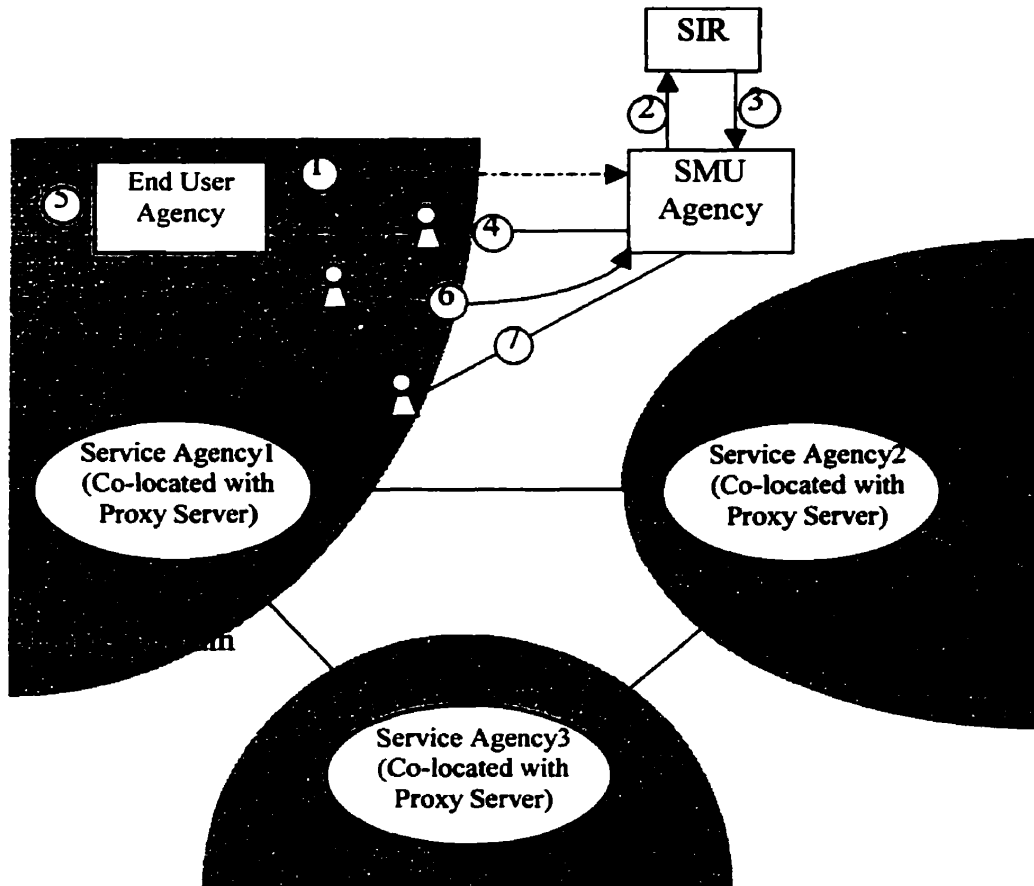 SIR
2
3
1
5
End User
Agency
SMU
Agency
4
6
7
Service Agency1
(Co-located with
Proxy Server)
Service Agency2
(Co-located with
Proxy Server)
Service Agency3
(Co-located with
Proxy Server)